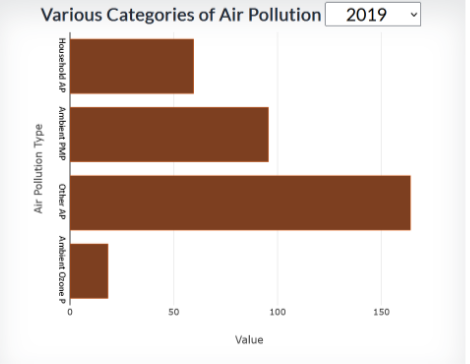 Various Categories of Air Pollution 2019
Household AP
Ambient PMP
Other AP
Ambient Ozone P
Air Pollution Type
0 50 100 150
Value